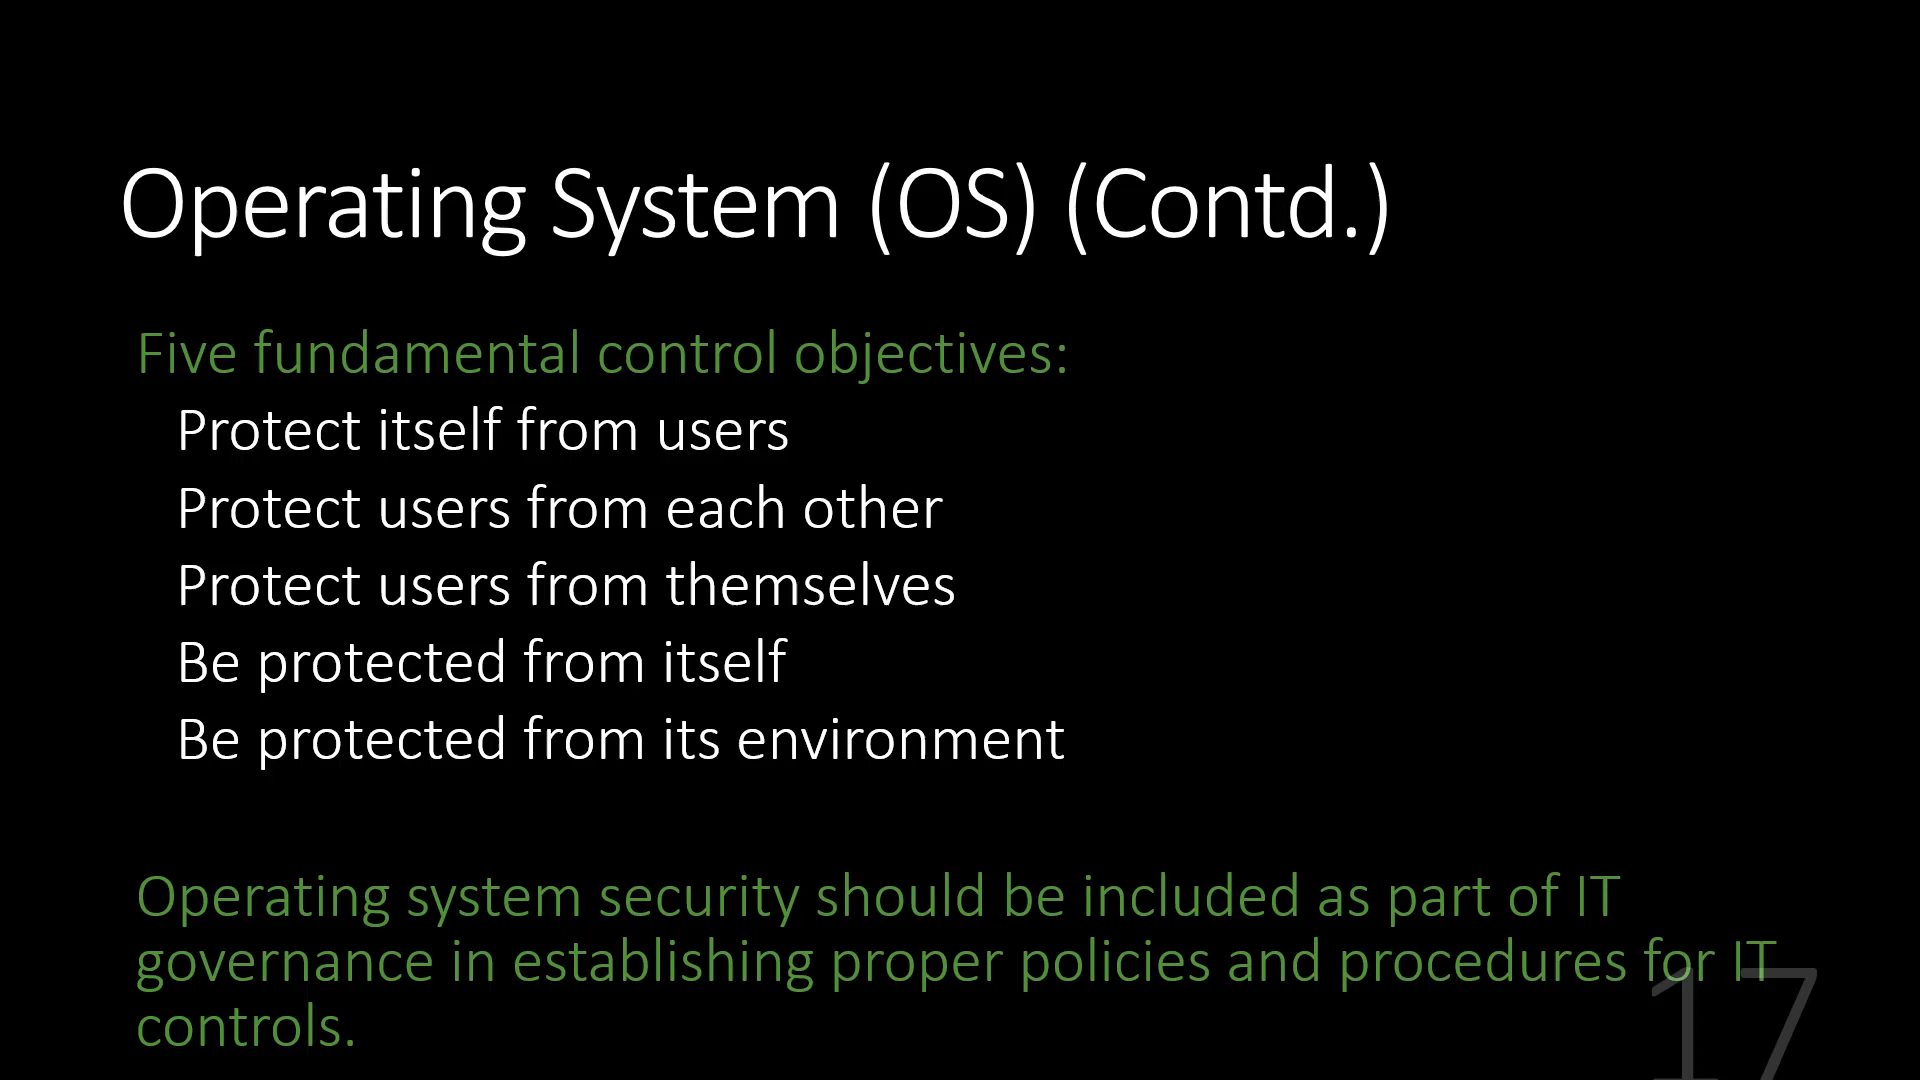 Operating System (OS) (Contd.)
Five fundamental control objectives:
Protect itself from users
Protect users from each other
Protect users from themselves
Be protected from itself
Be protected from its environment
Operating system security should be included as part of IT
governance in establishing proper policies and procedures for IT
controls.
17